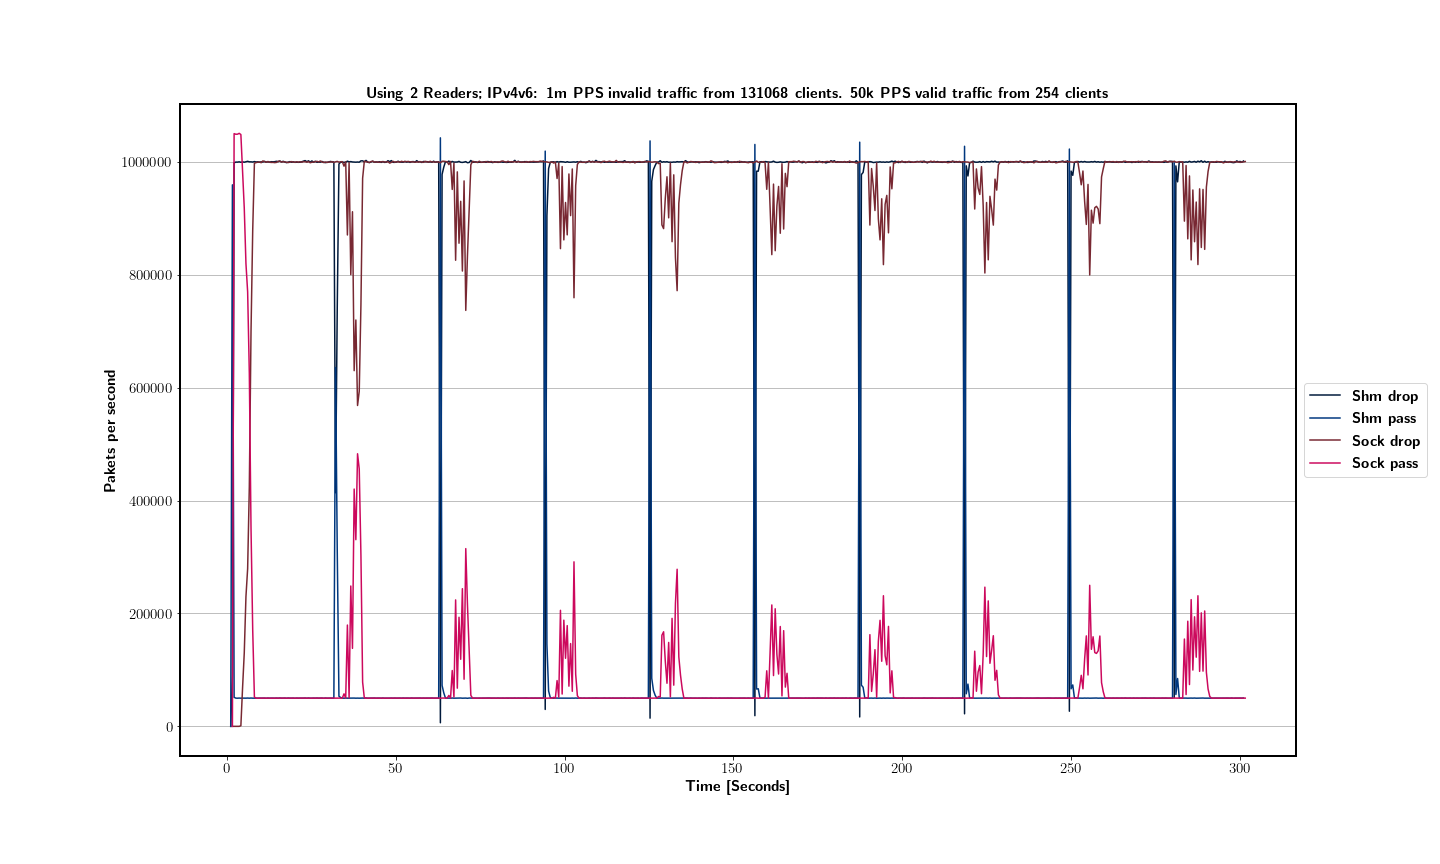 Using 2 Readers; IPv4v6: 1m PPS invalid traffic from 131068 clients. 50k PPS valid traffic from 254 clients
1000000
800000
600000
400000
200000
0
Pakets per second
0 50 100 150 200 250 300
Time [Seconds]
Shm drop
Shm pass
Sock drop
Sock pass